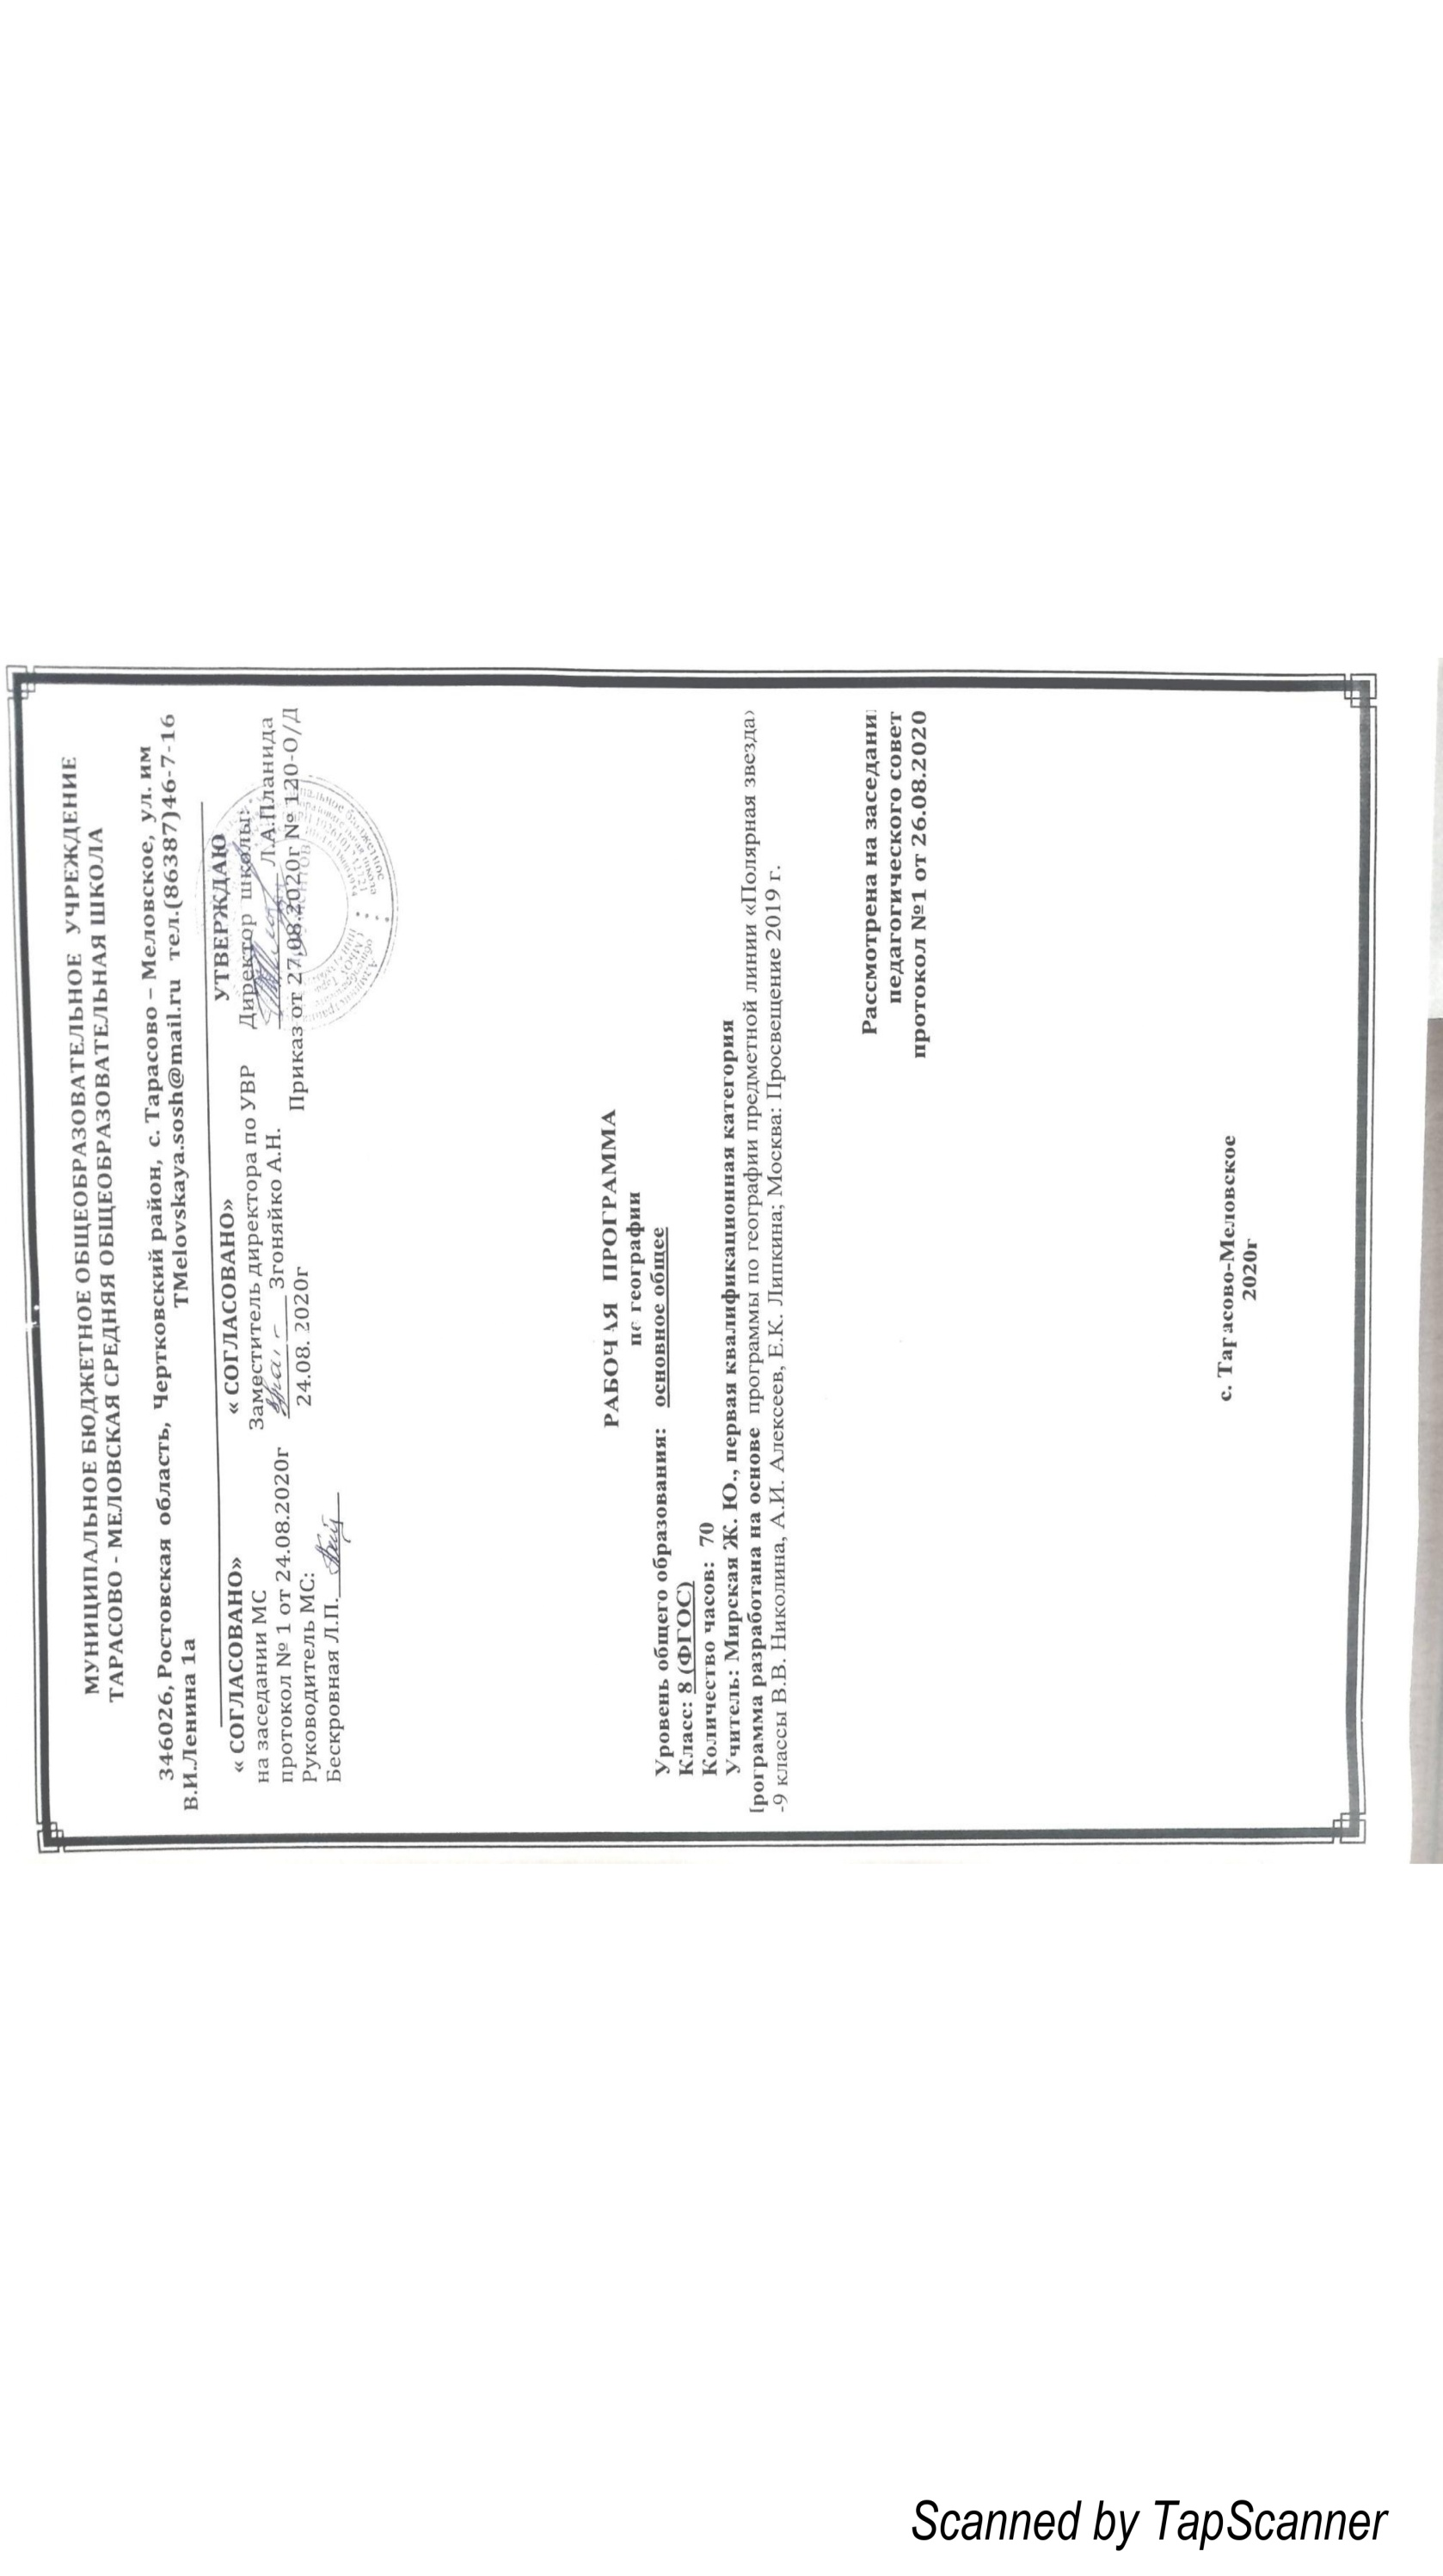 МУНИЦИПАЛЬНОЕ БЮДЖЕТНОЕ ОБЩЕОБРАЗОВАТЕЛЬНОЕ УЧРЕЖДЕНИЕ
ТАРАСОВО - МЕЛОВСКАЯ СРЕДНЯЯ ОБЩЕОБРАЗОВАТЕЛЬНАЯ ШКОЛА
346026, Ростовская область, Чертковский район, с. Тарасово – Меловское, ул. им
В.И.Ленина 1а TMelovskaya.sosh@mail.ru тел.(86387)46-7-16
« СОГЛАСОВАНО»
на заседании МС
протокол № 1 от 24.08.2020г
Руководитель МС:
Бескровная Л.П.
« СОГЛАСОВАНО»
Заместитель директора по УВР
Згоняйко А.Н.
24.08. 2020г
УТВЕРЖДАЮ
Директор школы:
Л.А.Планида
Приказ от 27.08.2020г № 120-О/Д
РАБОЧАЯ ПРОГРАММА
по географии
Уровень общего образования: основное общее
Класс: 8 (ФГОС)
Количество часов: 70
Учитель: Мирская Ж. Ю., первая квалификационная категория
рограмма разработана на основе программы по географии предметной линии «Полярная звезда»
-9 классы В.В. Николина, А.И. Алексеев, Е.К. Липкина; Москва: Просвещение 2019 г.
Рассмотрена на заседани
педагогического совет
протокол №1 от 26.08.2020
с. Тарасово-Меловское
2020г
Scanned by TapScanner